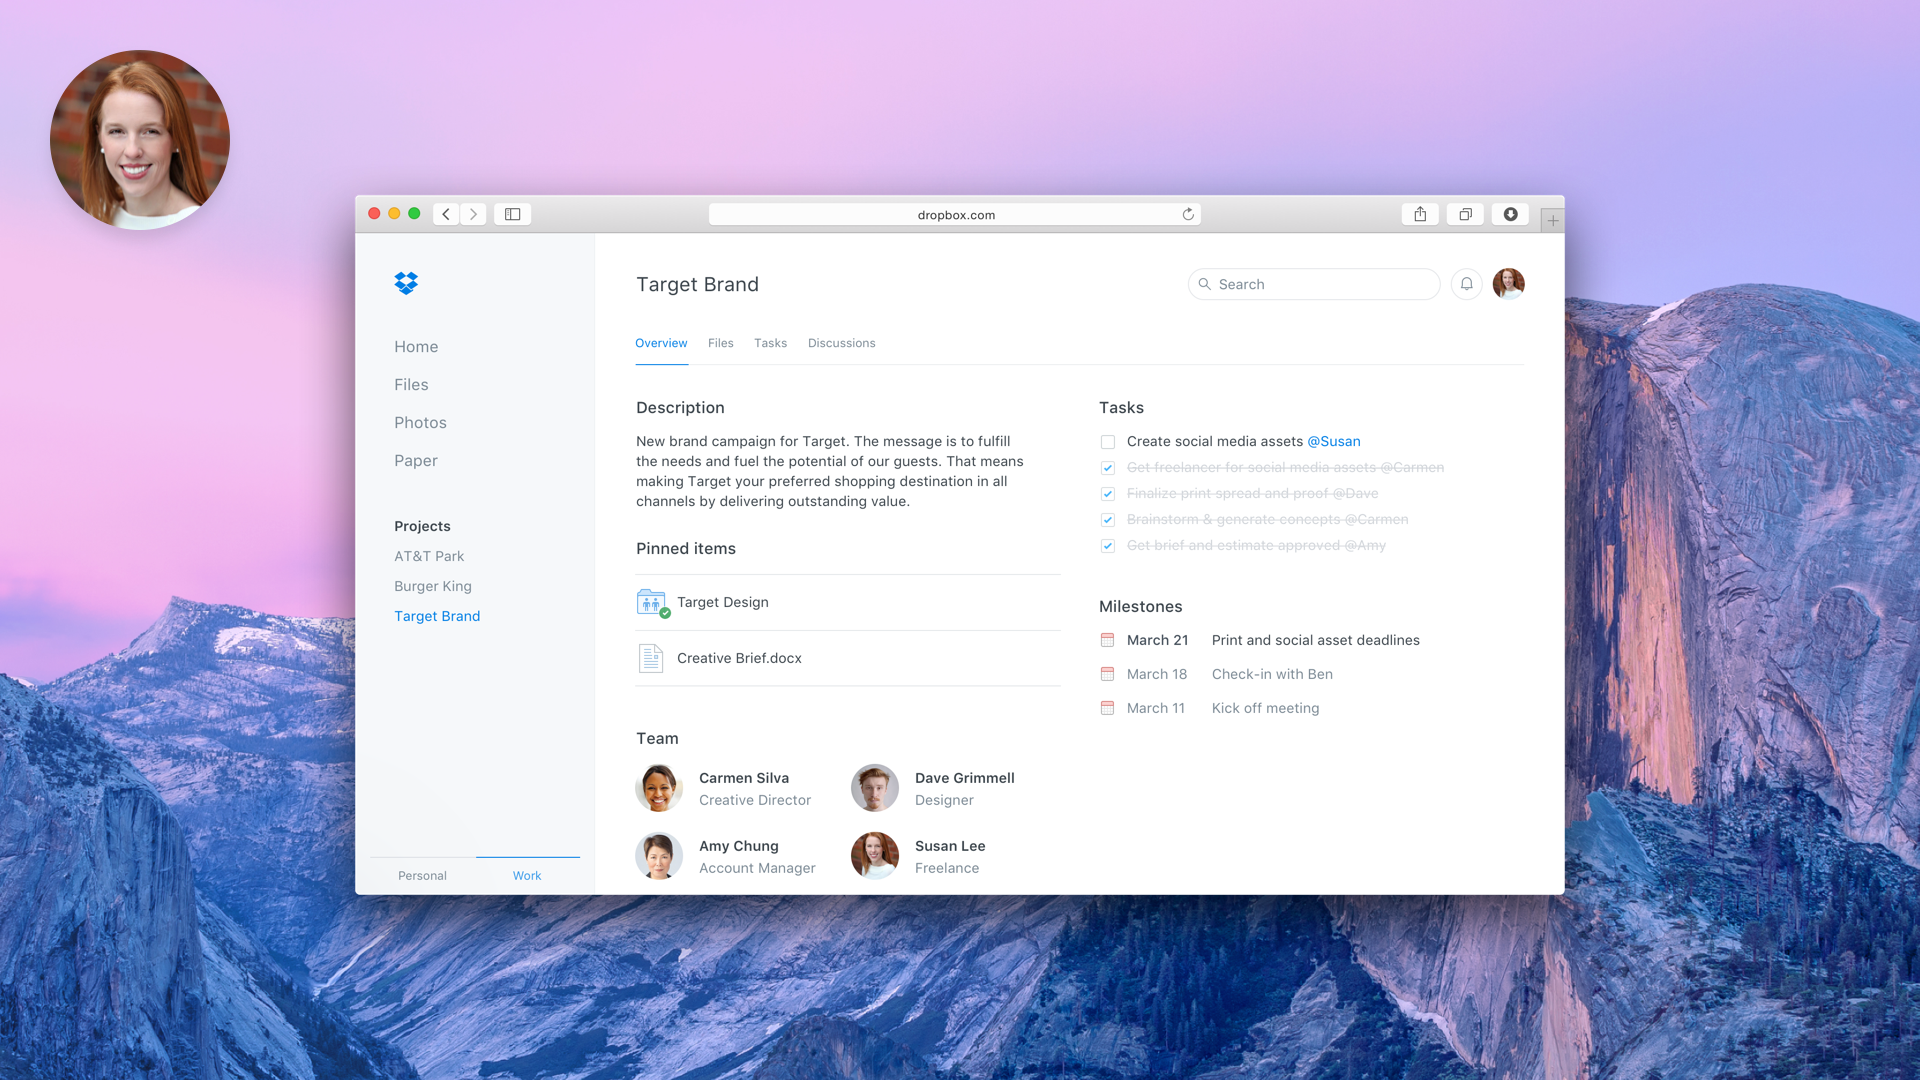 dropbox.com
Target Brand
Search
Home
Files
Photos
Paper
Projects
AT&T Park
Burger King
Target Brand
Personal
Work
Overview
Files
Tasks
Discussions
Description
New brand campaign for Target. The message is to fulfill
the needs and fuel the potential of our guests. That means
making Target your preferred shopping destination in all
channels by delivering outstanding value.
Pinned items
Target Design
Creative Brief.docx
Team
Carmen Silva
Creative Director
Dave Grimmell
Designer
Amy Chung
Account Manager
Susan Lee
Freelance
Tasks
Create social media assets @Susan
Get freelancer for social media assets @Carmen
Finalize print spread and proof @Dave
Brainstorm & generate concepts @Carmen
Get brief and estimate approved @Amy
Milestones
March 21 Print and social asset deadlines
March 18 Check-in with Ben
March 11 Kick off meeting